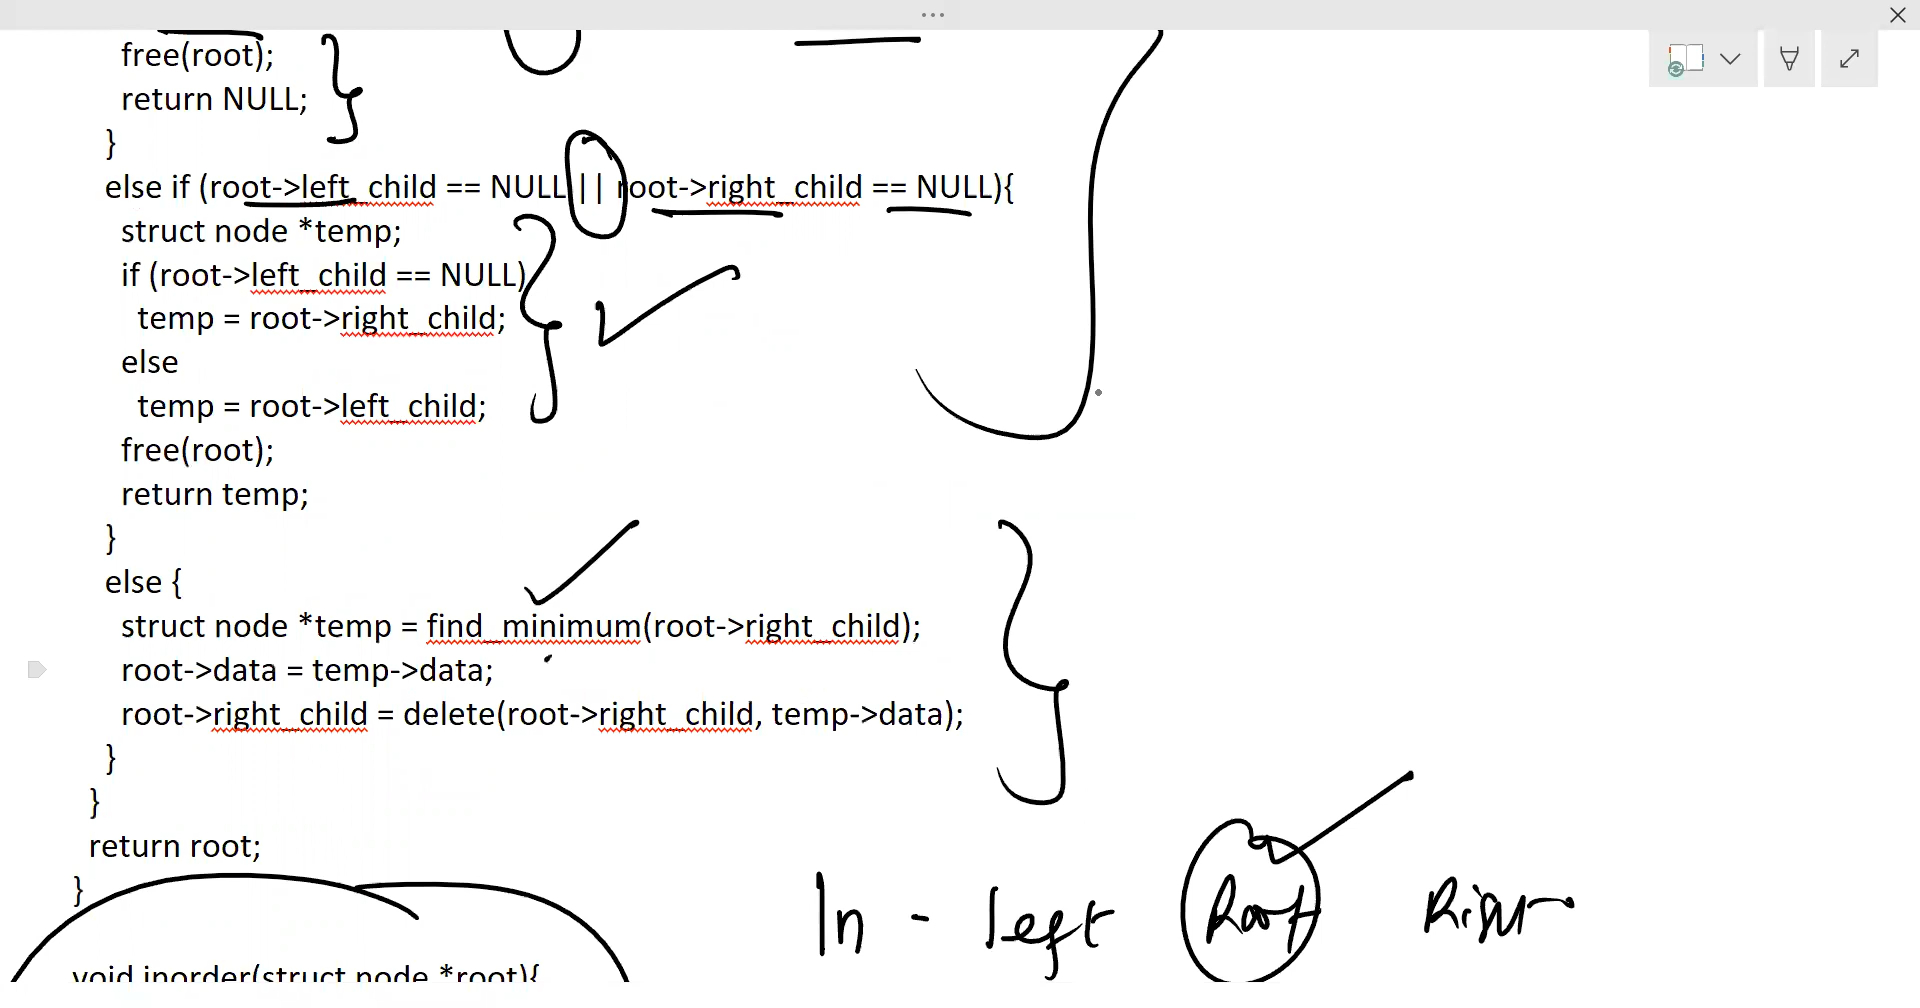 free(root);
return NULL;
}
else if (root->left_child == NULL || root->right_child == NULL){
struct node *temp;
if (root->left_child == NULL)
temp = root->right_child;
else
temp = root->left_child;
free(root);
return temp;
}
else {
struct node *temp = find_minimum(root->right_child);
root->data = temp->data;
root->right_child = delete(root->right_child, temp->data);
}
}
return root;
}
In - left Root Right
void inorder(struct node *root){